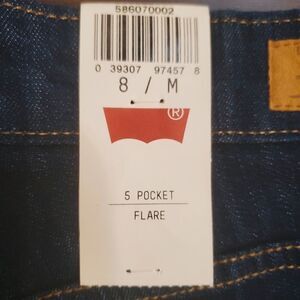 586070002
0 39307 97457 8
8 / M
®
5 POCKET
FLARE